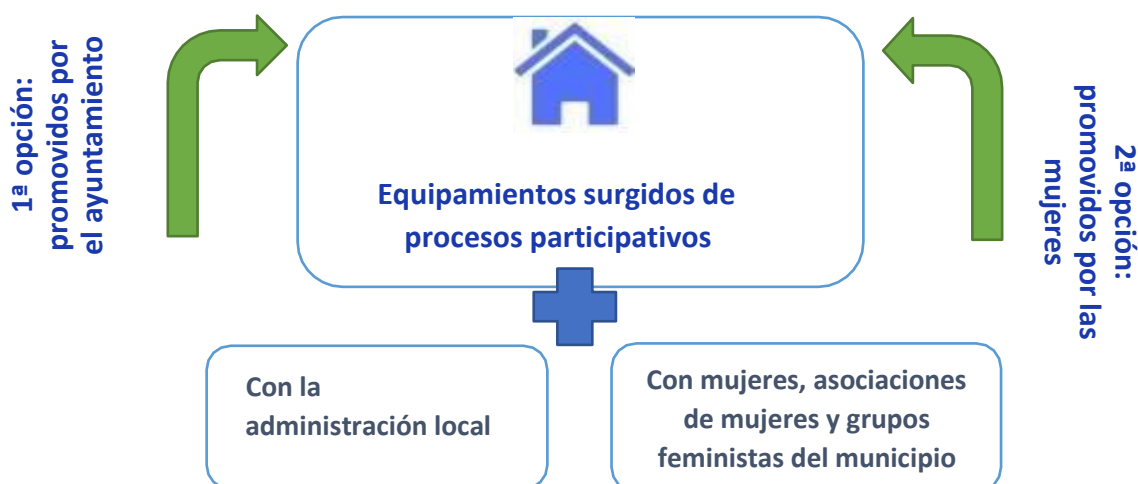 1ª opción:
promovidos por
el ayuntamiento
Equipamientos surgidos de
procesos participativos
2ª opción:
promovidos por las
mujeres
Con la
administración local
Con mujeres, asociaciones
de mujeres y grupos
feministas del municipio